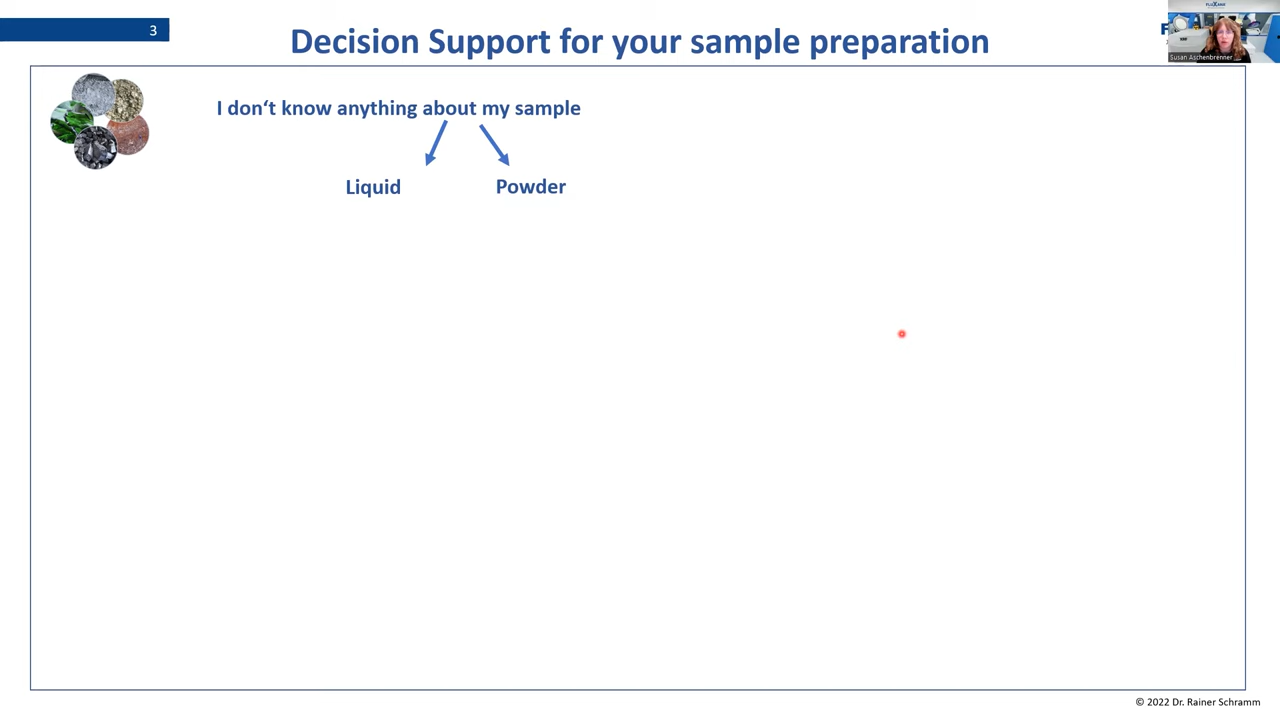 3
Decision Support for your sample preparation
FLUXANA
Susan Aschenbrenner
I don‘t know anything about my sample
Liquid
Powder
© 2022 Dr. Rainer Schramm